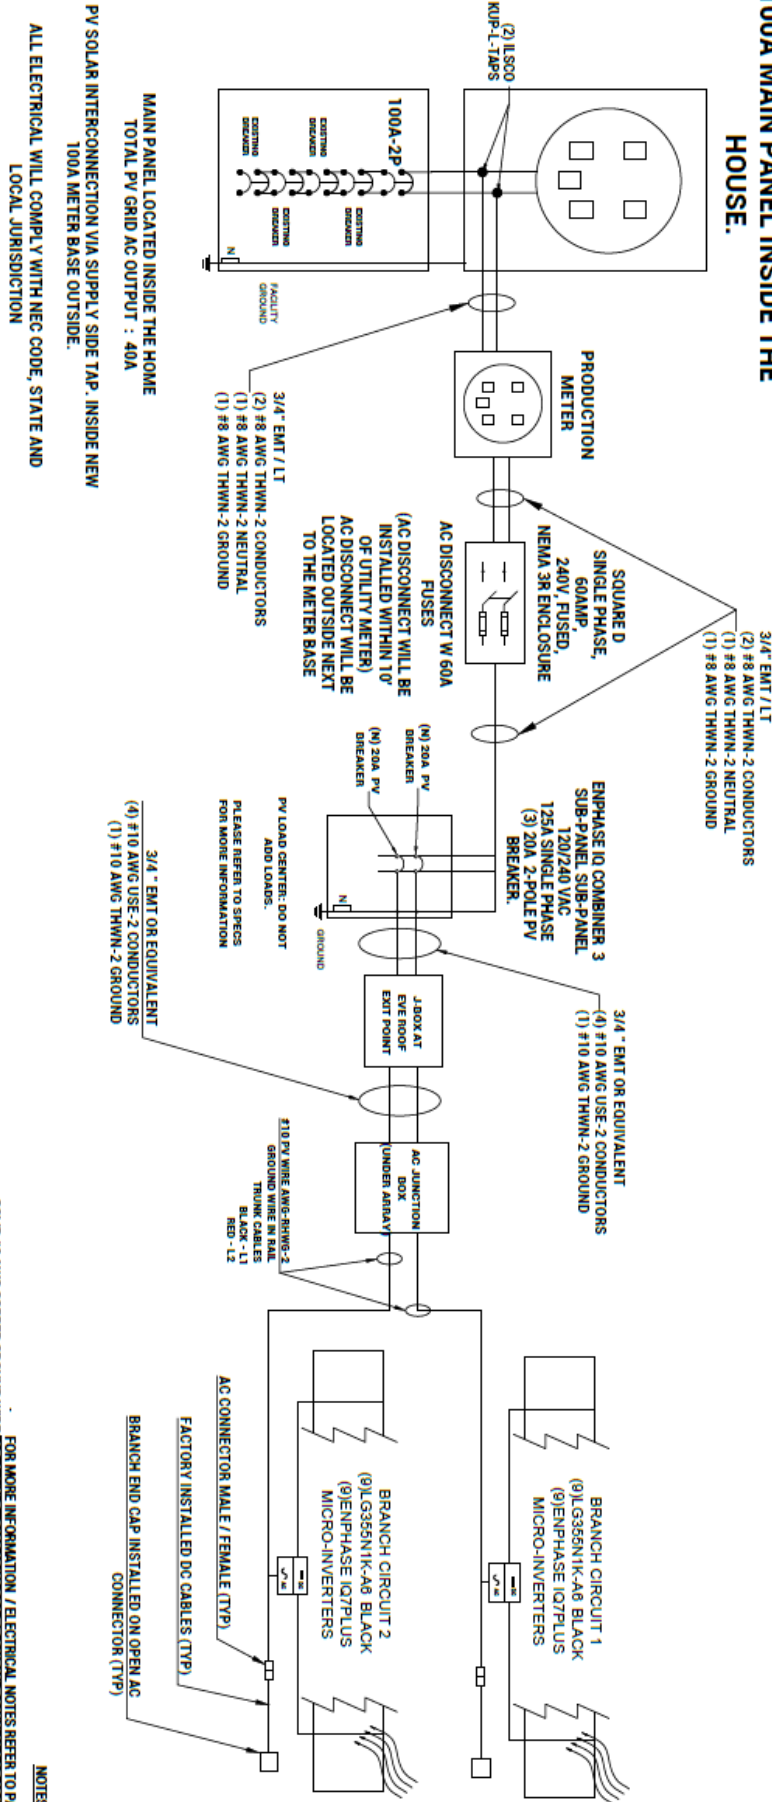 100A MAIN PANEL INSIDE THE
HOUSE.
(2) ILSCO
KUP-L-TAPS
100A-2P
EXISTING
BREAKER
EXISTING
BREAKER
EXISTING
BREAKER
EXISTING
BREAKER
N
FACILITY
GROUND
MAIN PANEL LOCATED INSIDE THE HOME
TOTAL PV GRID AC OUTPUT : 40A
PV SOLAR INTERCONNECTION VIA SUPPLY SIDE TAP. INSIDE NEW
100A METER BASE OUTSIDE.
ALL ELECTRICAL WILL COMPLY WITH NEC CODE, STATE AND
LOCAL JURISDICTION
3/4" EMT / LT
(2) #8 AWG THWN-2 CONDUCTORS
(1) #8 AWG THWN-2 NEUTRAL
(1) #8 AWG THWN-2 GROUND
PRODUCTION
METER
SQUARE D
SINGLE PHASE,
60AMP,
240V, FUSED,
NEMA 3R ENCLOSURE
AC DISCONNECT W 60A
FUSES
(AC DISCONNECT WILL BE
INSTALLED WITHIN 10'
OF UTILITY METER)
AC DISCONNECT WILL BE
LOCATED OUTSIDE NEXT
TO THE METER BASE
3/4" EMT / LT
(2) #8 AWG THWN-2 CONDUCTORS
(1) #8 AWG THWN-2 NEUTRAL
(1) #8 AWG THWN-2 GROUND
ENPHASE IQ COMBINER 3
SUB-PANEL SUB-PANEL
120/240 VAC
125A SINGLE PHASE
(3) 20A 2-POLE PV
BREAKER.
(N) 20A PV
BREAKER
(N) 20A PV
BREAKER
N
GROUND
PV LOAD CENTER: DO NOT
ADD LOADS.
PLEASE REFER TO SPECS
FOR MORE INFORMATION
3/4" EMT OR EQUIVALENT
(4) #10 AWG USE-2 CONDUCTORS
(1) #10 AWG THWN-2 GROUND
3/4" EMT OR EQUIVALENT
(4) #10 AWG USE-2 CONDUCTORS
(1) #10 AWG THWN-2 GROUND
J-BOX AT
EVE ROOF
EXIT POINT
AC JUNCTION
BOX
(UNDER ARRAY)
#10 PV WIRE AWG-RHWG-2
GROUND WIRE IN RAIL
TRUNK CABLES
BLACK - L1
RED - L2
BRANCH CIRCUIT 1
(9)LG355N1K-A6 BLACK
(9)ENPHASE IQ7PLUS
MICRO-INVERTERS
DC
AC
BRANCH CIRCUIT 2
(9)LG355N1K-A6 BLACK
(9)ENPHASE IQ7PLUS
MICRO-INVERTERS
DC
AC
AC CONNECTOR MALE / FEMALE (TYP)
FACTORY INSTALLED DC CABLES (TYP)
BRANCH END CAP INSTALLED ON OPEN AC
CONNECTOR (TYP)
NOTES
FOR MORE INFORMATION / ELECTRICAL NOTES REFER TO